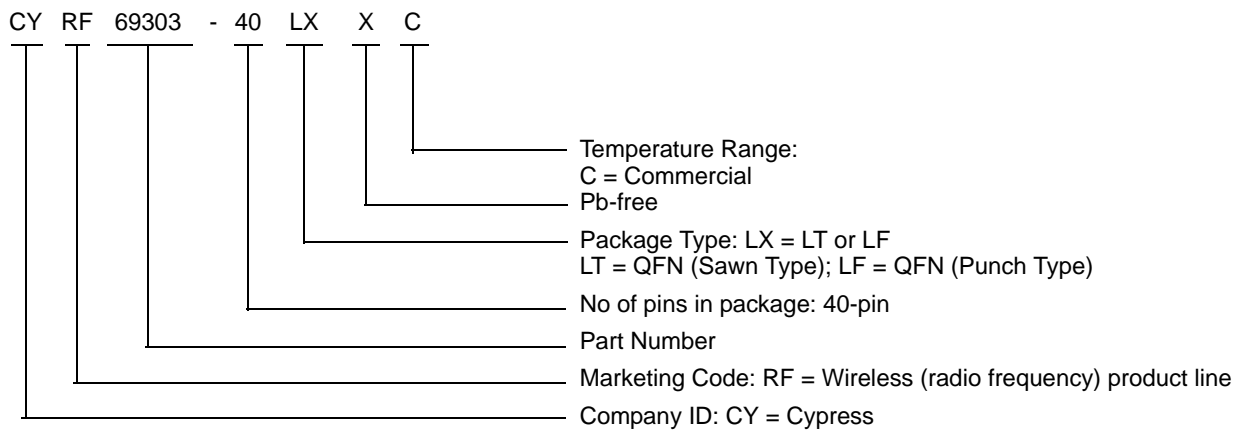 CY RF 69303 - 40 LX X C
Temperature Range:
C = Commercial
Pb-free
Package Type: LX = LT or LF
LT = QFN (Sawn Type); LF = QFN (Punch Type)
No of pins in package: 40-pin
Part Number
Marketing Code: RF = Wireless (radio frequency) product line
Company ID: CY = Cypress